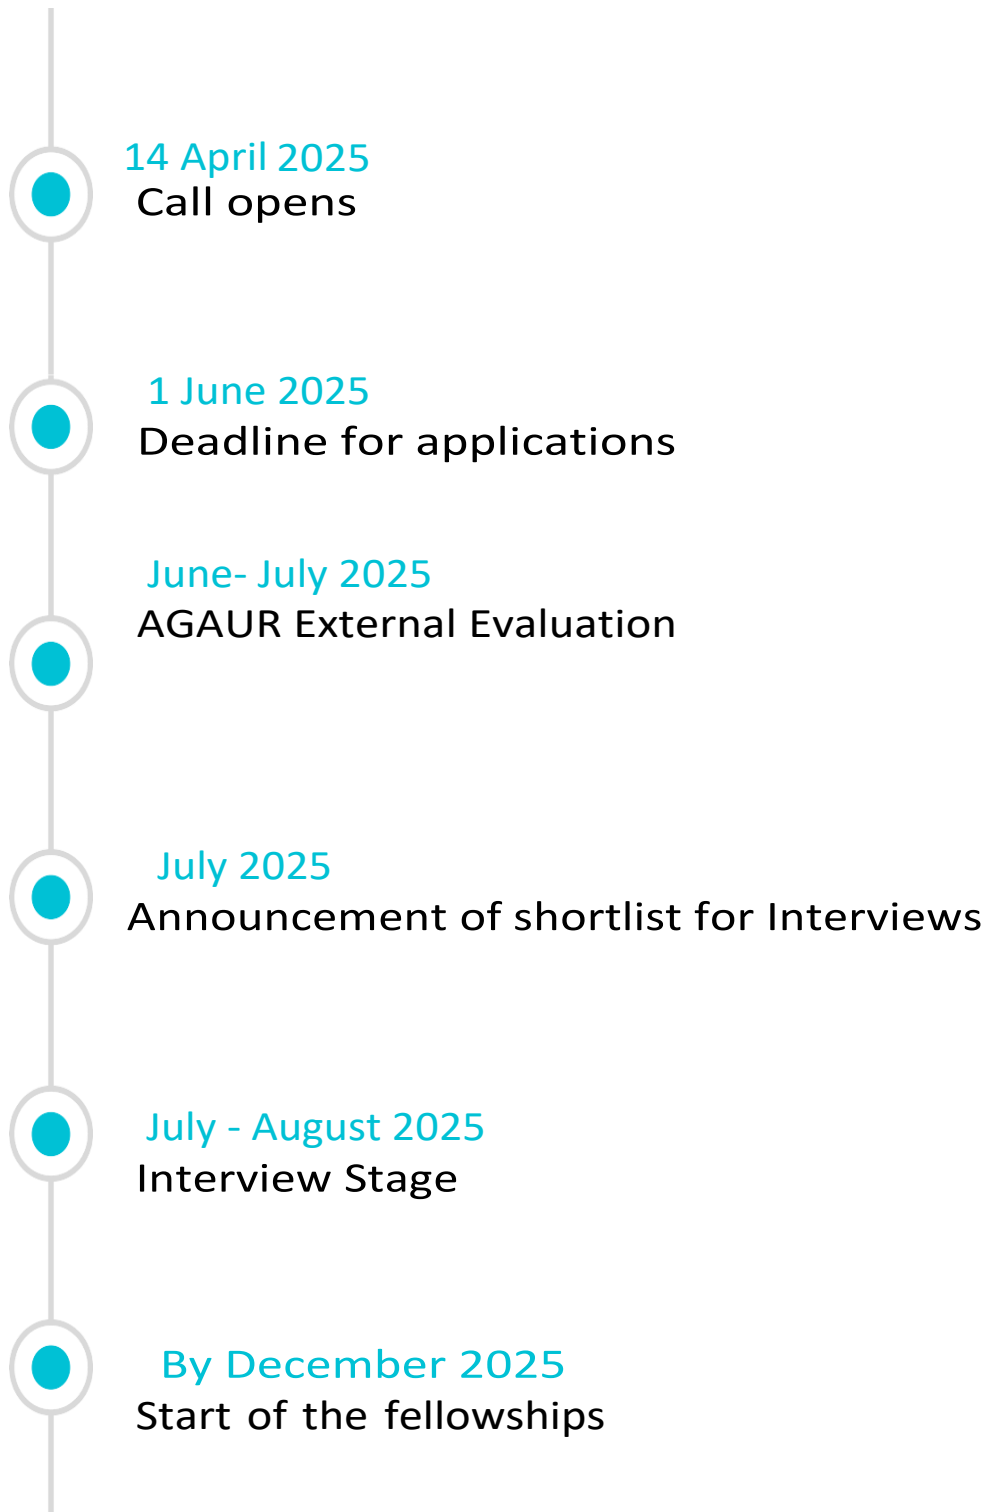 14 April 2025
Call opens
1 June 2025
Deadline for applications
June- July 2025
AGAUR External Evaluation
July 2025
Announcement of shortlist for Interviews
July - August 2025
Interview Stage
By December 2025
Start of the fellowships